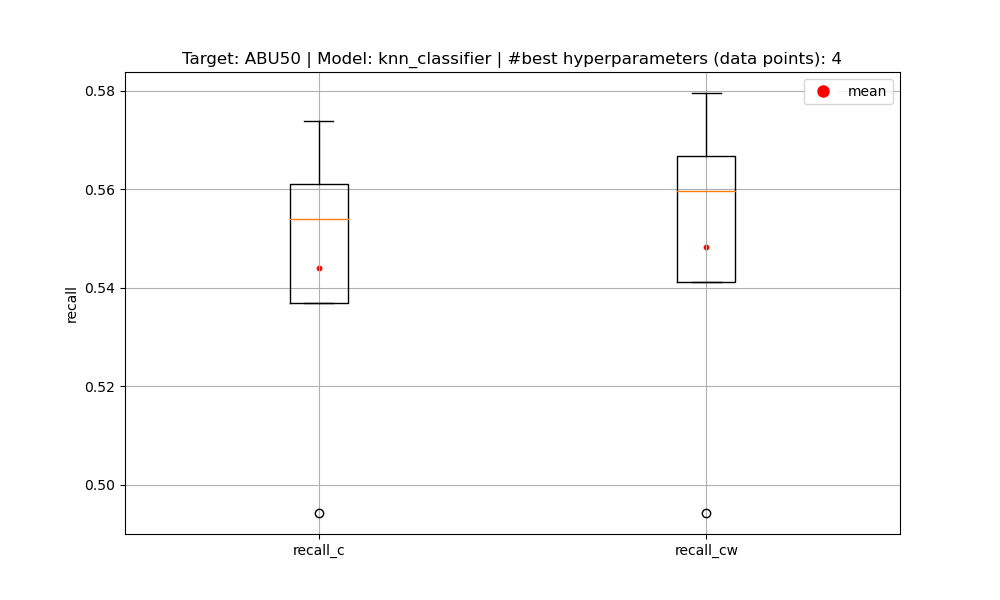 Target: ABU50 | Model: knn_classifier | #best hyperparameters (data points): 4
mean
0.58
0.56
0.54
0.52
0.50
recall
recall_c
recall_cw